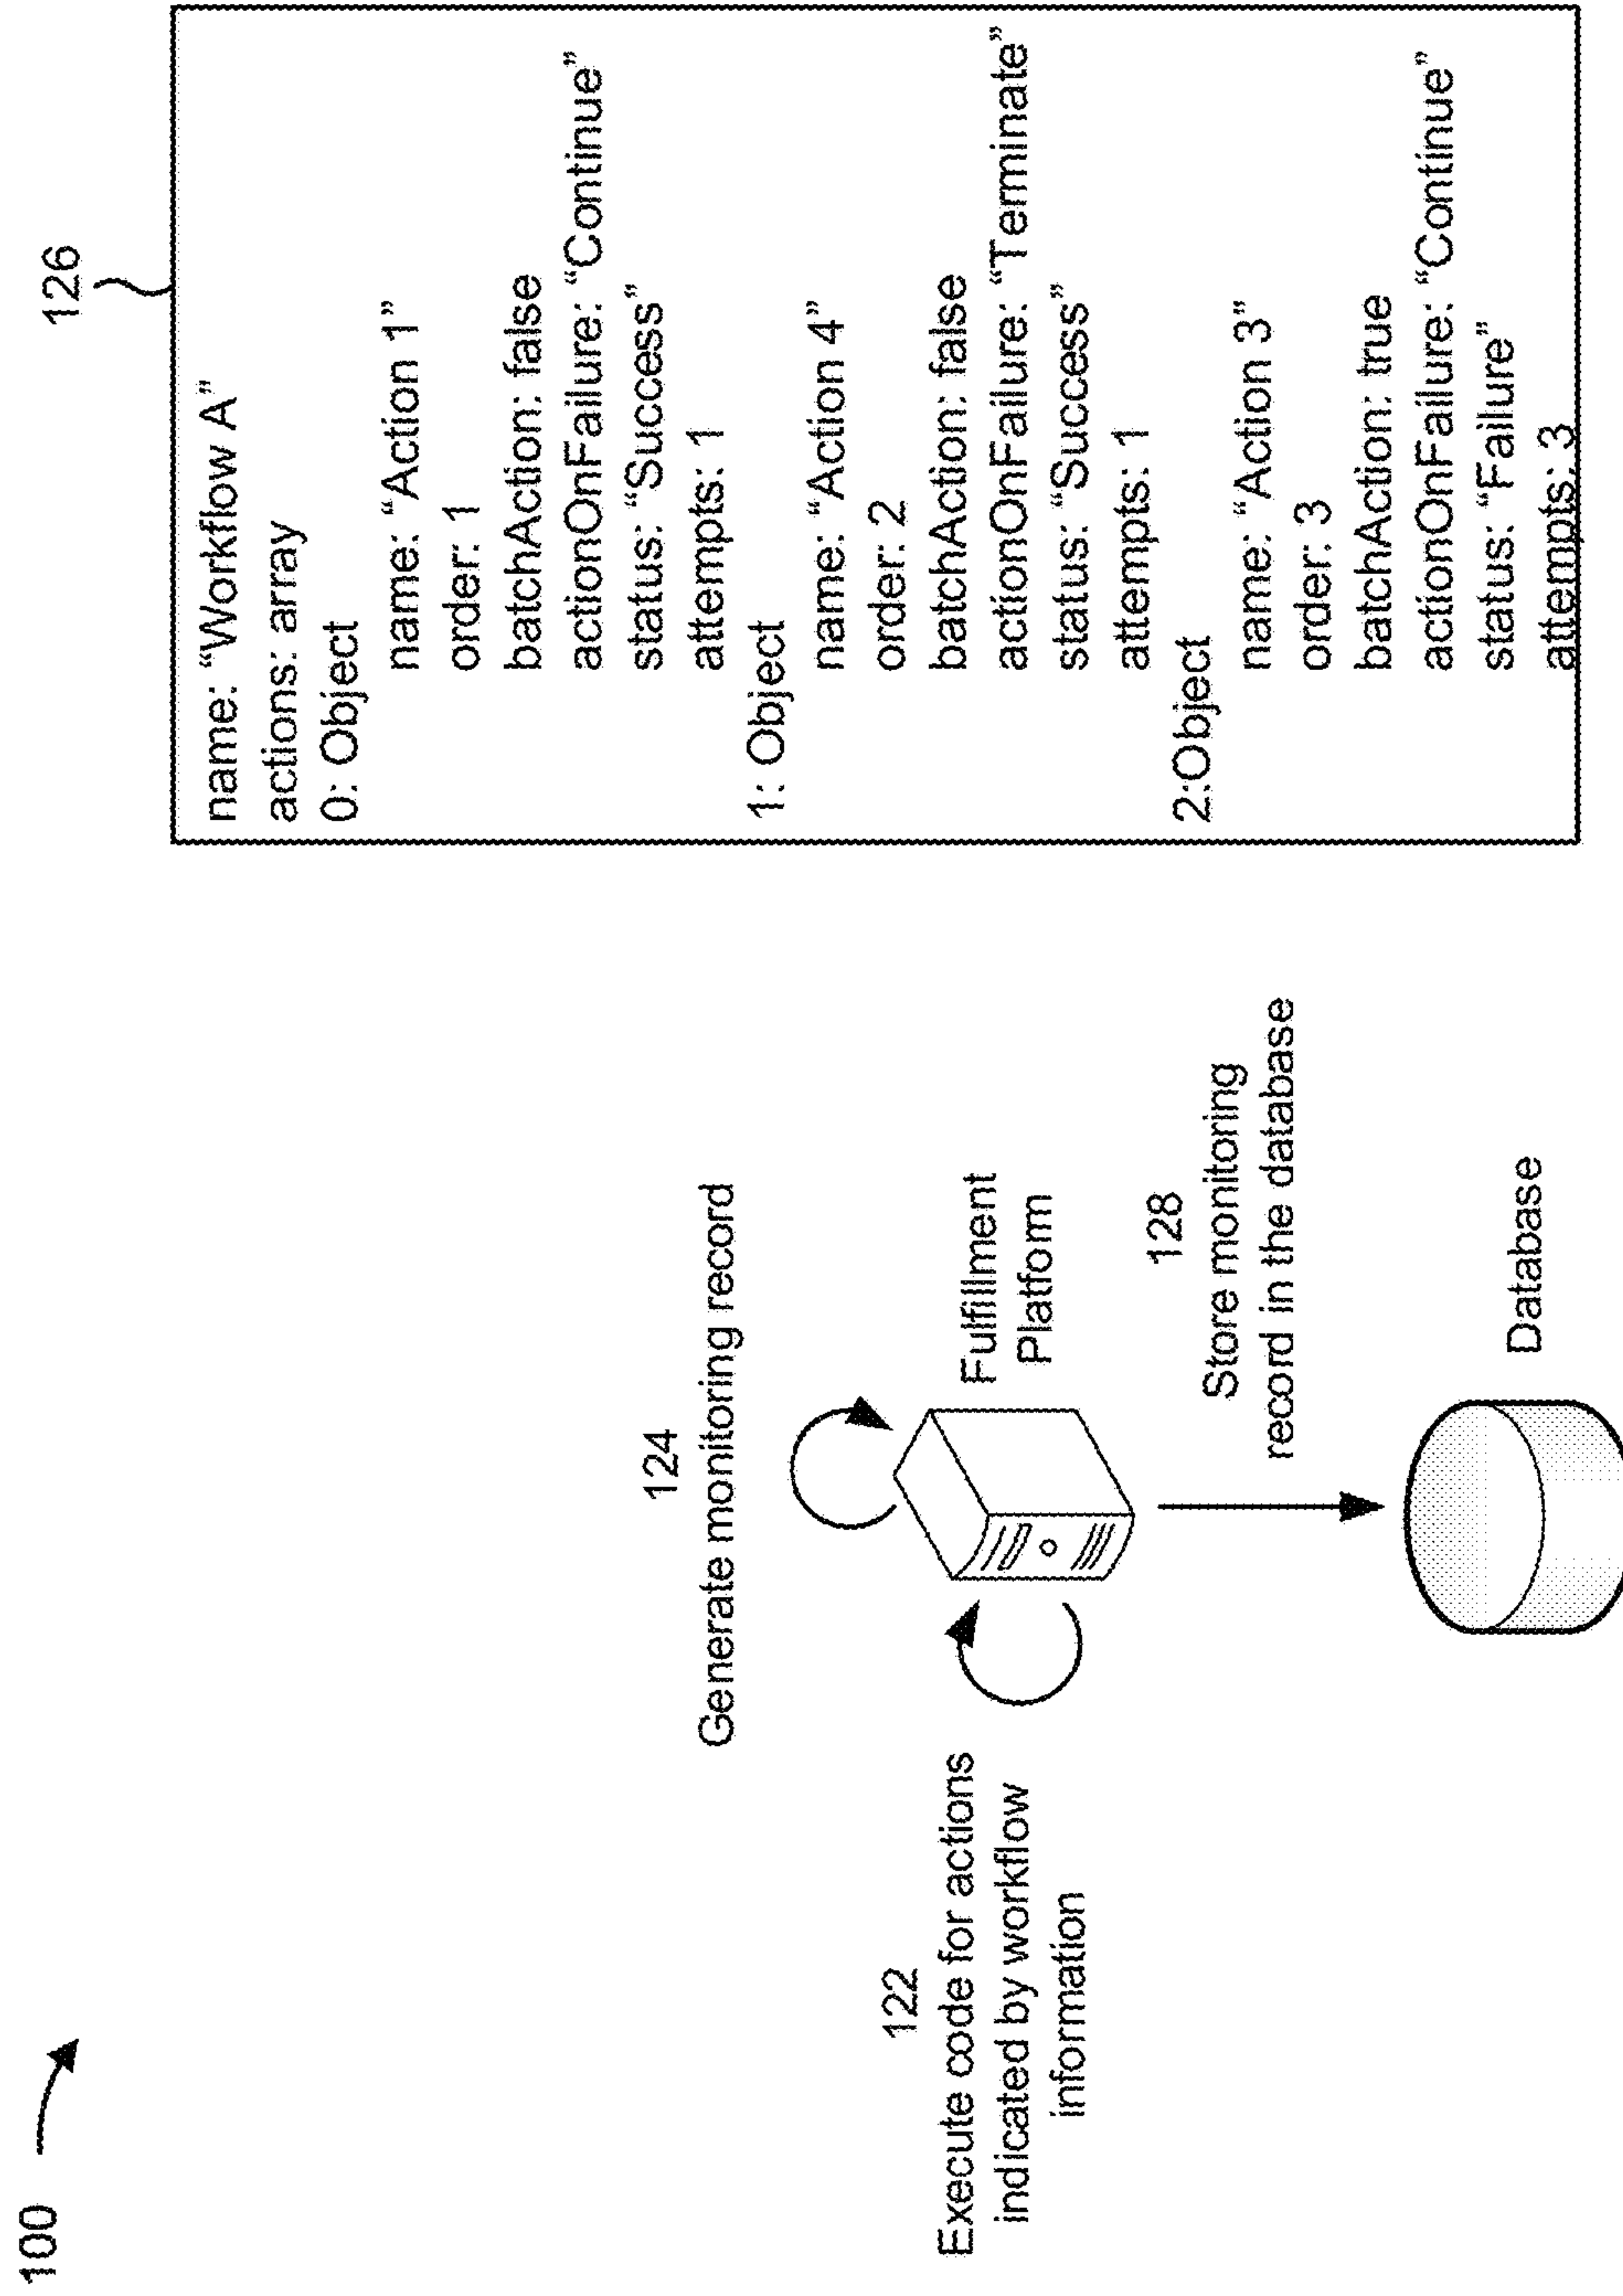 100
122
Execute code for actions
indicated by workflow
information
124
Generate monitoring record
Fulfillment
Platform
128
Store monitoring
record in the database
Database
126
name: “Workflow A”
actions: array
0: Object
name: “Action 1”
order: 1
batchAction: false
actionOnFailure: “Continue”
status: “Success”
attempts: 1
1: Object
name: “Action 4”
order: 2
batchAction: false
actionOnFailure: “Terminate”
status: “Success”
attempts: 1
2:Object
name: “Action 3”
order: 3
batchAction: true
actionOnFailure: “Continue”
status: “Failure”
attempts: 3